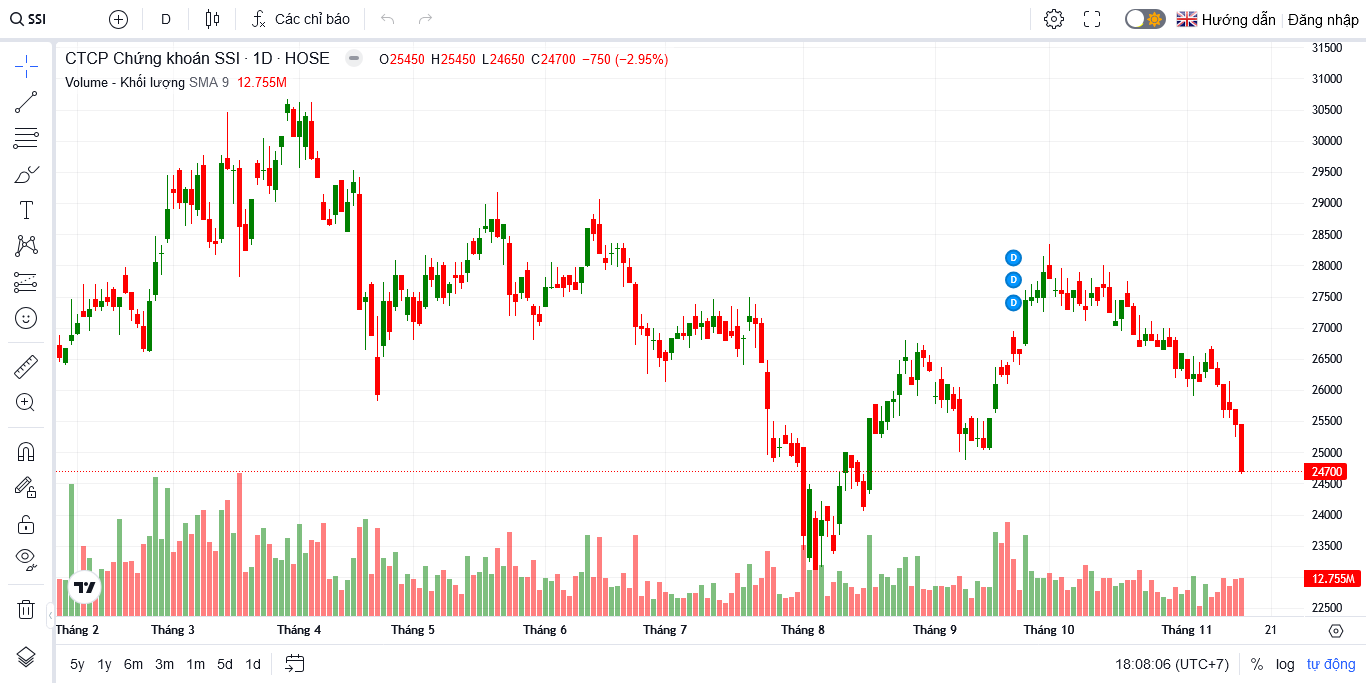 SSI D Các chỉ báo Hướng dẫn Đăng nhập
CTCP Chứng khoán SSI · 1D · HOSE O25450 H25450 L24650 C24700 −750 (−2.95%)
Volume - Khối lượng SMA 9 12.755M
31500
31000
30500
30000
29500
29000
28500
28000
27500
27000
26500
26000
25500
25000
24700
24500
24000
23500
12.755M
22500
D
D
D
Tháng 2 Tháng 3 Tháng 4 Tháng 5 Tháng 6 Tháng 7 Tháng 8 Tháng 9 Tháng 10 Tháng 11 21
5y 1y 6m 3m 1m 5d 1d 18:08:06 (UTC+7) % log tự động